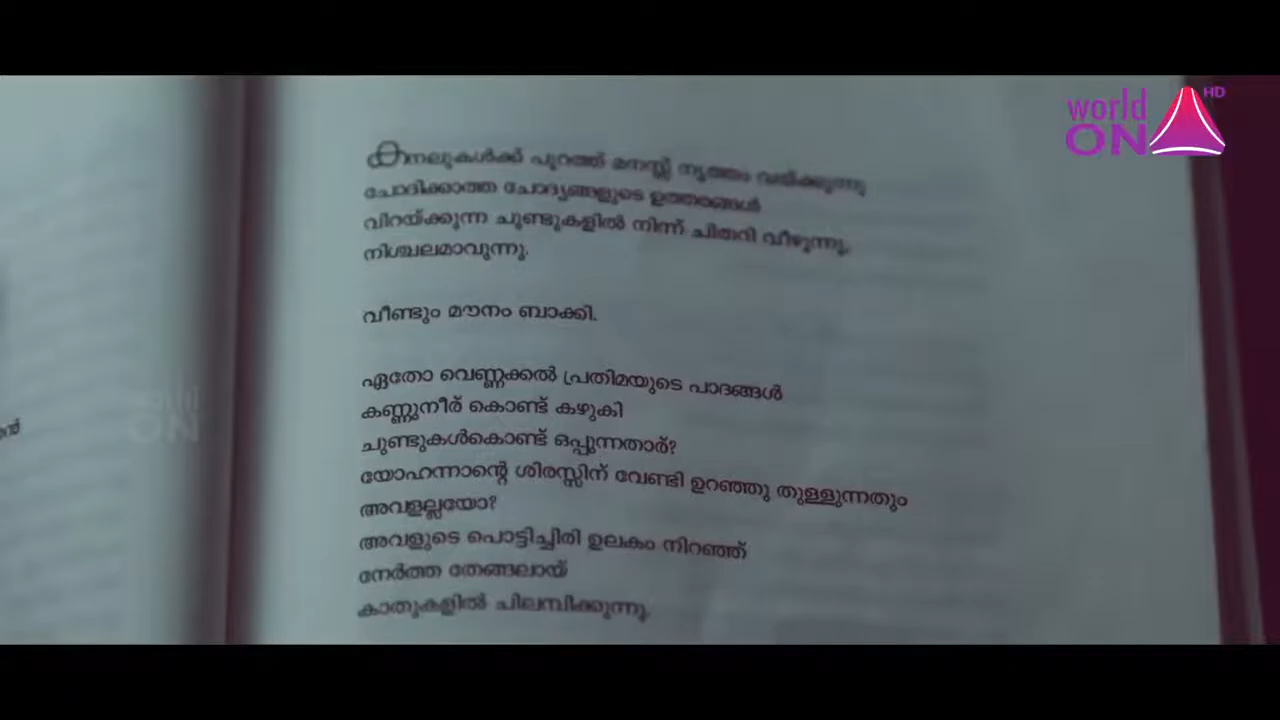 കനലുകൾക്ക് പുറത്ത് മനസ്സ് നൃത്തം വയ്ക്കുന്നു
ചോദിക്കാത്ത ചോദ്യങ്ങളുടെ ഉത്തരങ്ങൾ
വിറയ്ക്കുന്ന ചുണ്ടുകളിൽ നിന്ന് ചിതറി വീഴുന്നു,
നിശ്ചലമാവുന്നു.
വീണ്ടും മൗനം ബാക്കി.
ഏതോ വെണ്ണക്കൽ പ്രതിമയുടെ പാദങ്ങൾ
കണ്ണുനീര് കൊണ്ട് കഴുകി
ചുണ്ടുകൾകൊണ്ട് ഒപ്പുന്നതാര്?
യോഹന്നാന്റെ ശിരസ്സിന് വേണ്ടി ഉറഞ്ഞു തുള്ളുന്നതും
അവളല്ലയോ?
അവളുടെ പൊട്ടിച്ചിരി ഉലകം നിറഞ്ഞ്
നേർത്ത തേങ്ങലായ്
കാതുകളിൽ ചിലമ്പിക്കുന്നു.
world
ON
HD